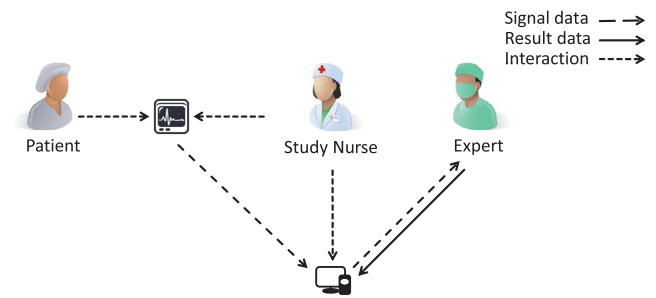 Signal data
Result data
Interaction
Patient
Study Nurse
Expert